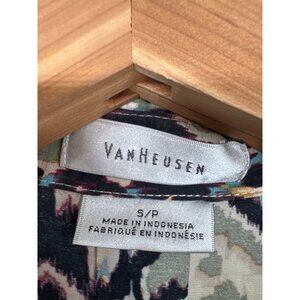 VANHEUSEN
S/P
MADE IN INDONESIA
FABRIQUÉ EN INDONÉSIE